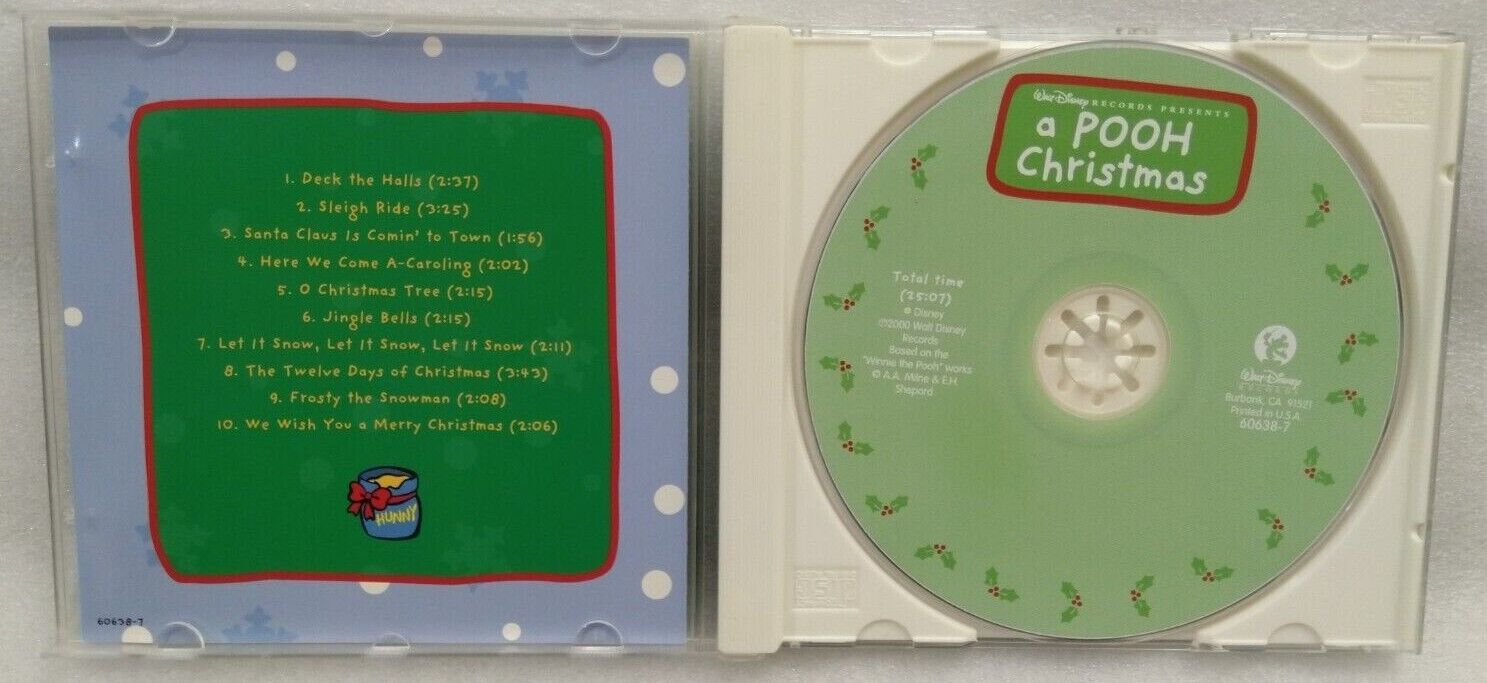 1. Deck the Halls (2:37)
2. Sleigh Ride (3:25)
3. Santa Claus Is Comin' to Town (1:56)
4. Here We Come A-Caroling (2:02)
5. O Christmas Tree (2:15)
6. Jingle Bells (2:15)
7. Let It Snow, Let It Snow, Let It Snow (2:11)
8. The Twelve Days of Christmas (3:43)
9. Frosty the Snowman (2:08)
10. We Wish You a Merry Christmas (2:06)
HUNNY
60638-7
Walt Disney RECORDS PRESENTS
a POOH
Christmas
Total time
(25:07)
© Disney
℗2000 Walt Disney
Records
Based on the
"Winnie the Pooh" works
© A.A. Milne & E.H.
Shepard
Walt Disney
RECORDS
Burbank, CA 91521
Printed in U.S.A.
60638-7